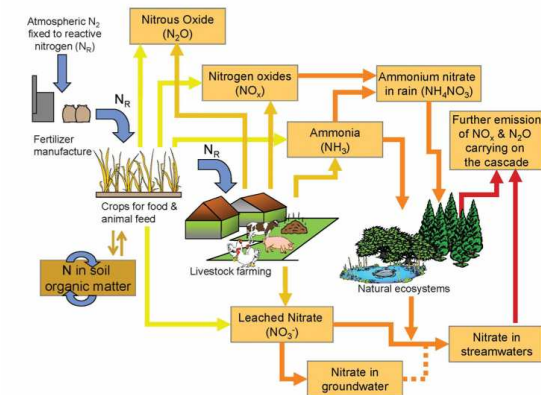 Atmospheric N₂
fixed to reactive
nitrogen (Nᵣ)
Nitrous Oxide
(N₂O)
Nitrogen oxides
(NOₓ)
Ammonium nitrate
in rain (NH₄NO₃)
Nᵣ
Fertilizer
manufacture
Ammonia
(NH₃)
Further emission
of NOₓ & N₂O
carrying on
the cascade
Nᵣ
Crops for food &
animal feed
N in soil
organic matter
Livestock farming
Natural ecosystems
Leached Nitrate
(NO₃⁻)
Nitrate in
streamwaters
Nitrate in
groundwater